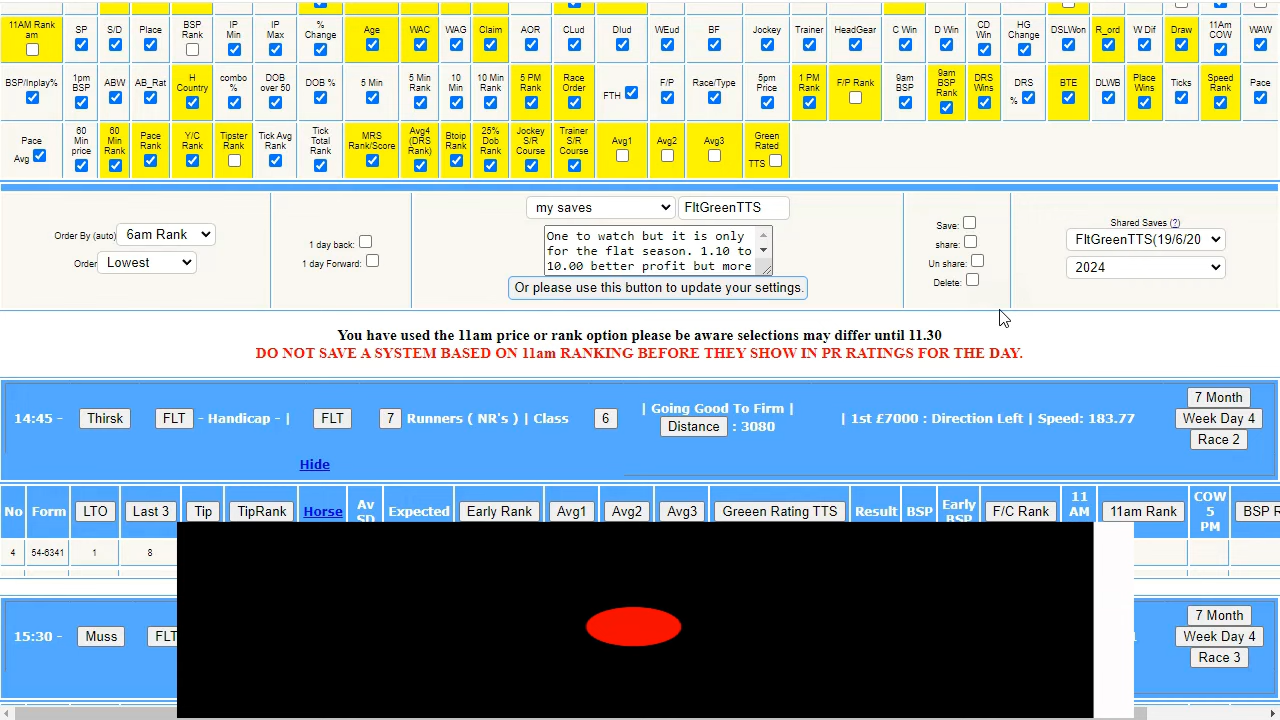 11AM Rank am SP S/D Place BSP Rank IP Min IP Max % Change Age WAC WAG Claim AOR CLud Dlud WEud BF Jockey Trainer HeadGear C Win D Win CD Win HG Change DSLWon R_ord W Dif Draw 11Am COW WAW
BSP/Inplay% 1pm BSP ABW AB_Rat H Country combo % DOB over 50 DOB % 5 Min 5 Min Rank 10 Min 10 Min Rank 5 PM Rank Race Order FTH F/P Race/Type 5pm Price 1 PM Rank F/P Rank 9am BSP 9am BSP Rank DRS Wins DRS % BTE DLWB Place Wins Ticks Speed Rank Pace
Pace Avg 60 Min price 60 Min Rank Pace Rank Y/C Rank Tipster Rank Tick Avg Rank Tick Total Rank MRS Rank/Score Avg4 (DRS Rank) Btoip Rank 25% Dob Rank Jockey S/R Course Trainer S/R Course Avg1 Avg2 Avg3 Green Rated TTS
Order By (auto) 6am Rank
Order Lowest
1 day back:
1 day Forward:
my saves FltGreenTTS
One to watch but it is only
for the flat season. 1.10 to
10.00 better profit but more
Or please use this button to update your settings.
Save:
share:
Un share:
Delete:
Shared Saves (?)
FltGreenTTS(19/6/20
2024
You have used the 11am price or rank option please be aware selections may differ until 11.30
DO NOT SAVE A SYSTEM BASED ON 11am RANKING BEFORE THEY SHOW IN PR RATINGS FOR THE DAY.
14:45 - Thirsk FLT - Handicap - | FLT 7 Runners ( NR's ) | Class 6 | Going Good To Firm | Distance : 3080 | 1st £7000 : Direction Left | Speed: 183.77 7 Month Week Day 4 Race 2
Hide
No Form LTO Last 3 Tip TipRank Horse Av SD Expected Early Rank Avg1 Avg2 Avg3 Greeen Rating TTS Result BSP Early BSP F/C Rank 11 AM 11am Rank COW 5 PM BSP R
4 54-6341 1 8
15:30 - Muss FLT 7 Month Week Day 4 Race 3